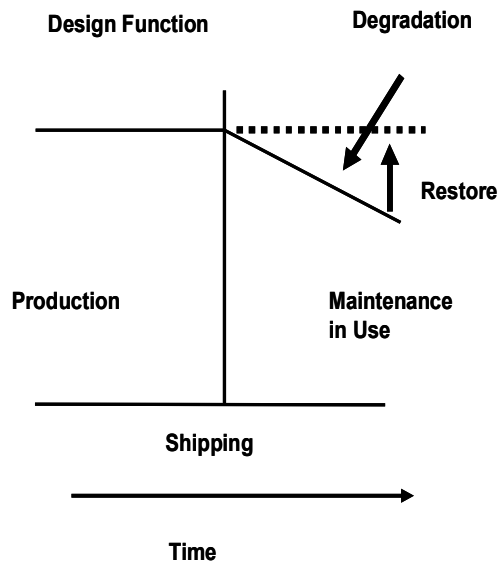 Design Function
Degradation
Restore
Production
Maintenance
in Use
Shipping
Time